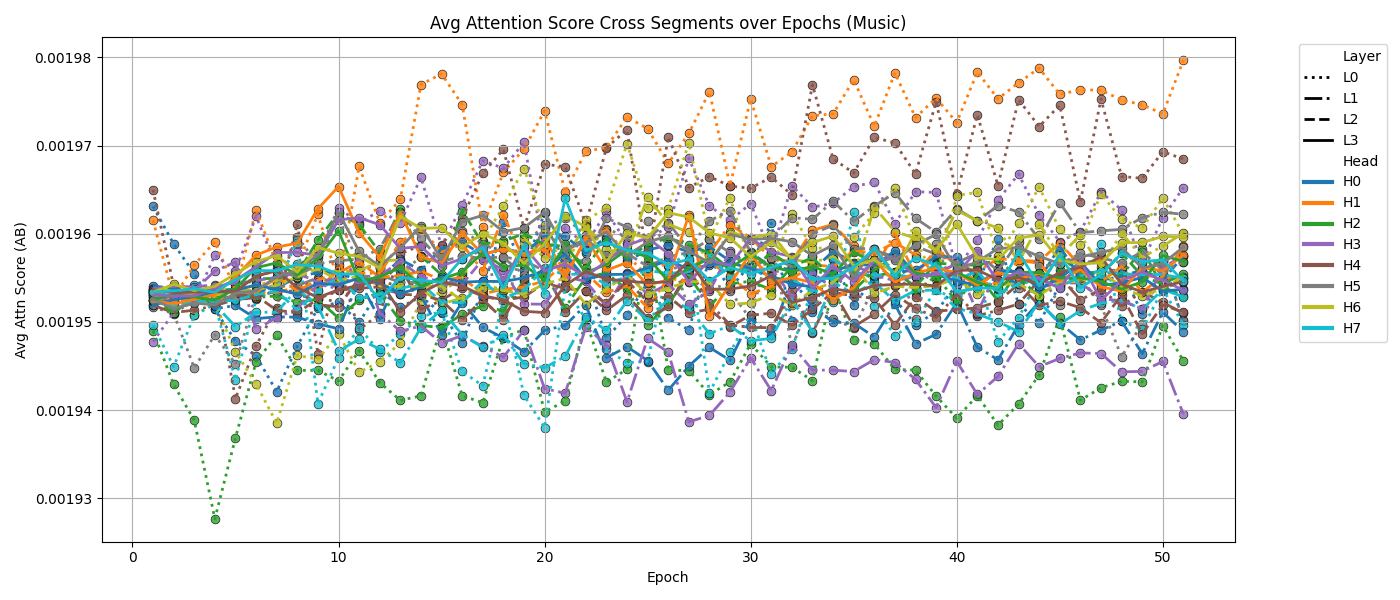 Avg Attention Score Cross Segments over Epochs (Music)
Avg Attn Score (AB)
0.00198
0.00197
0.00196
0.00195
0.00194
0.00193
0
10
20
30
40
50
Epoch
Layer
L0
L1
L2
L3
Head
H0
H1
H2
H3
H4
H5
H6
H7